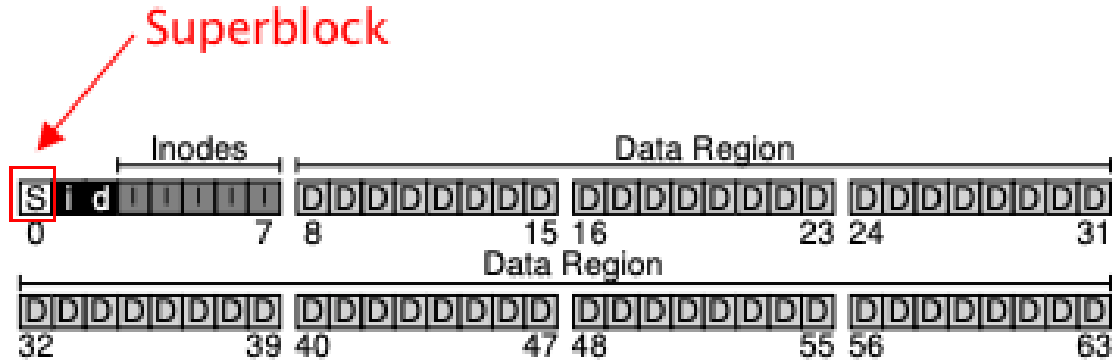 Superblock
Inodes Data Region
S i d I I I I I D D D D D D D D D D D D D D D D D D D D D D D D
0 7 8 15 16 23 24 31
Data Region
D D D D D D D D D D D D D D D D D D D D D D D D D D D D D D D D
32 39 40 47 48 55 56 63